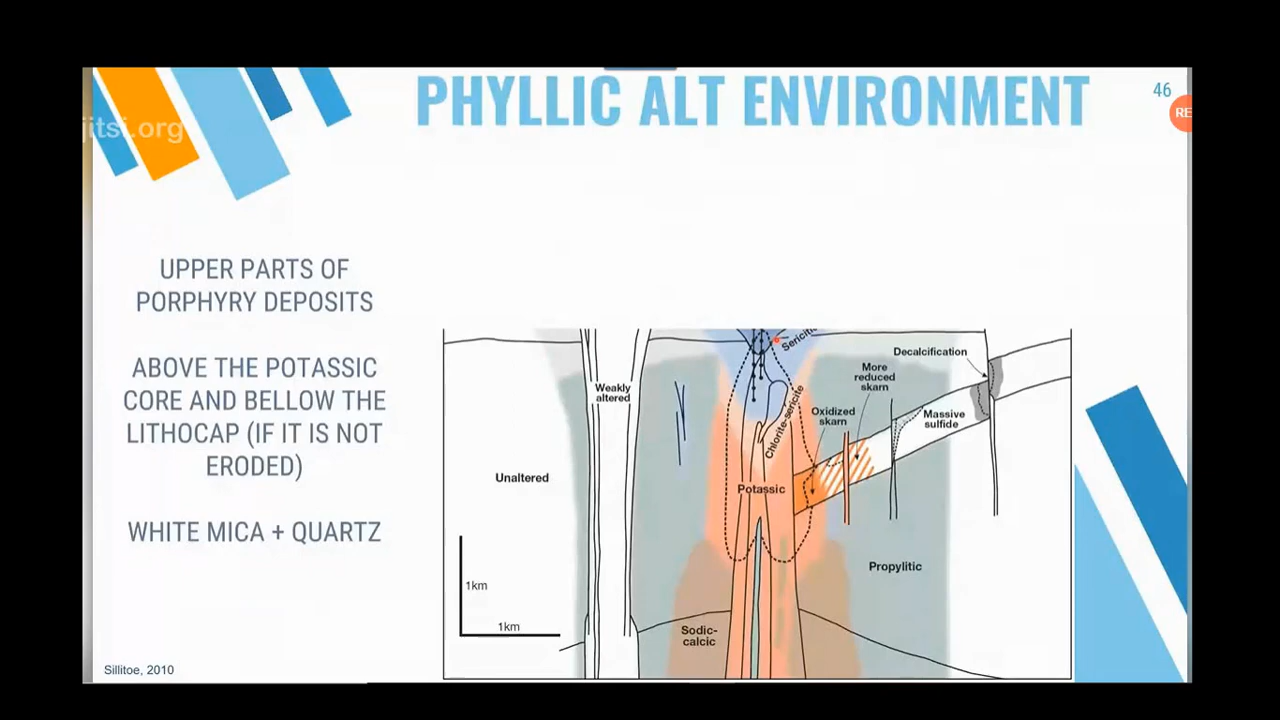 PHYLLIC ALT ENVIRONMENT
46
RE
jitsi.org
UPPER PARTS OF
PORPHYRY DEPOSITS
ABOVE THE POTASSIC
CORE AND BELLOW THE
LITHOCAP (IF IT IS NOT
ERODED)
WHITE MICA + QUARTZ
Sillitoe, 2010
Weakly
altered
Unaltered
1km
1km
Sodic-
calcic
Potassic
Chlorite-sericite
Oxidized
skarn
More
reduced
skarn
Decalcification
Massive
sulfide
Propylitic